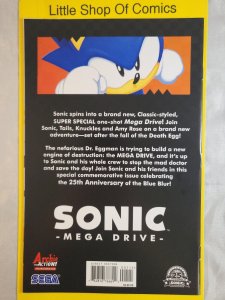 Little Shop Of Comics
Sonic spins into a brand new, Classic-styled,
SUPER SPECIAL one-shot Mega Drive! Join
Sonic, Tails, Knuckles and Amy Rose on a brand new
adventure—set after the fall of the Death Egg!
The nefarious Dr. Eggman is trying to build a new
engine of destruction: the MEGA DRIVE, and it's up
to Sonic and his whole crew to stop the mad doctor
and save the day! Join Sonic and his friends in this
special commemorative issue celebrating
the 25th Anniversary of the Blue Blur!
SONIC
- MEGA DRIVE -
Archie
ACTION!
SEGA
25
SONIC